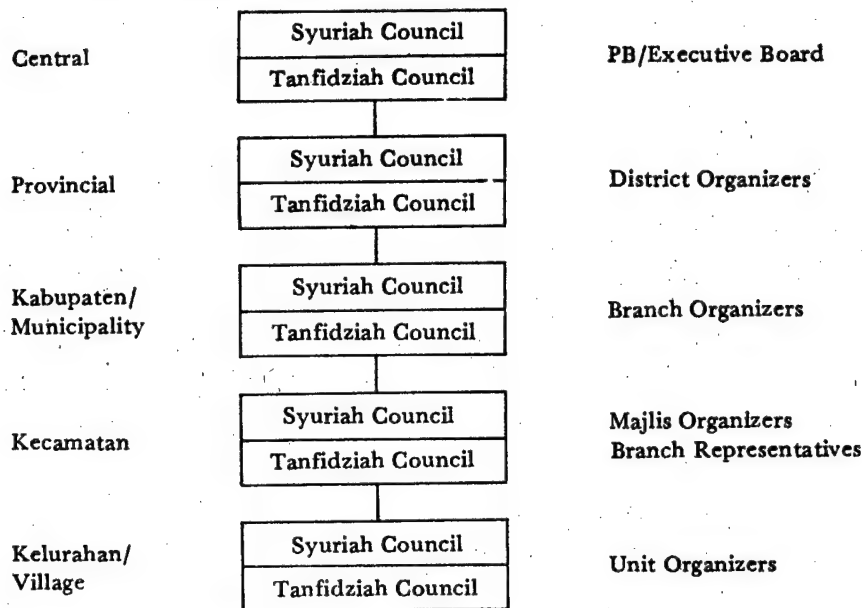 Central
Syuriah Council
Tanfidziah Council
PB/Executive Board
Provincial
Syuriah Council
Tanfidziah Council
District Organizers
Kabupaten/
Municipality
Syuriah Council
Tanfidziah Council
Branch Organizers
Kecamatan
Syuriah Council
Tanfidziah Council
Majlis Organizers
Branch Representatives
Kelurahan/
Village
Syuriah Council
Tanfidziah Council
Unit Organizers